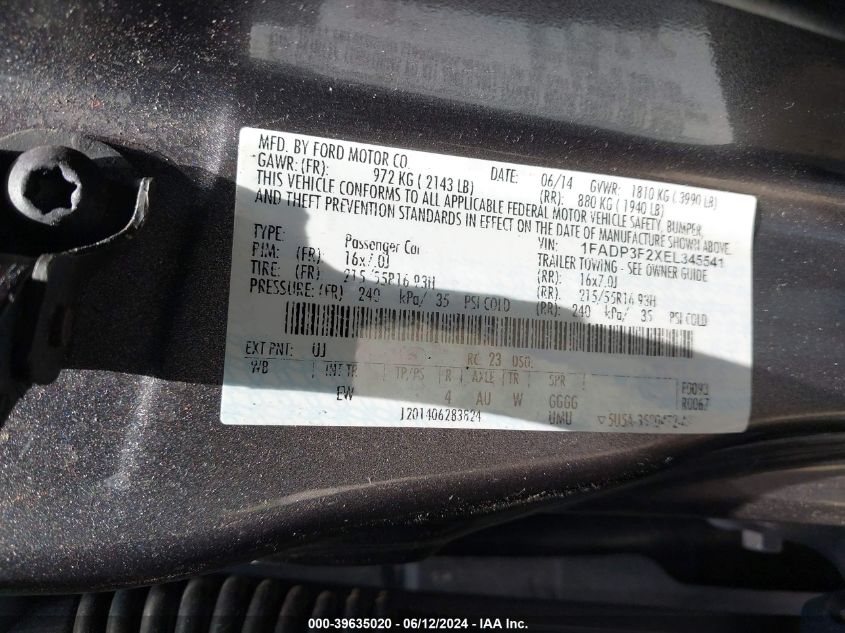 MFD. BY FORD MOTOR CO.
DATE: 06/14 GVWR: 1810 KG ( 3990 LB)
GAWR: (FR): 972 KG ( 2143 LB) (RR): 880 KG ( 1940 LB)
THIS VEHICLE CONFORMS TO ALL APPLICABLE FEDERAL MOTOR VEHICLE SAFETY, BUMPER,
AND THEFT PREVENTION STANDARDS IN EFFECT ON THE DATE OF MANUFACTURE SHOWN ABOVE.
VIN: 1FADP3F2XEL345541
TYPE: Passenger Car TRAILER TOWING - SEE OWNER GUIDE
RIM: (FR) 16x7.0J (RR): 16x7.0J
TIRE: (FR) 215/55R16 93H (RR): 215/55R16 93H
PRESSURE: (FR) 240 kPa/ 35 PSI COLD (RR): 240 kPa/ 35 PSI COLD
EXT PNT: UJ RC: 23 DSO:
WB INT TR TP/PS R AXLE TR SPR
EW 4 AU W GGGG
F0093
R0067
J201406283824 UMU
000-39635020 - 06/12/2024 - IAA Inc.